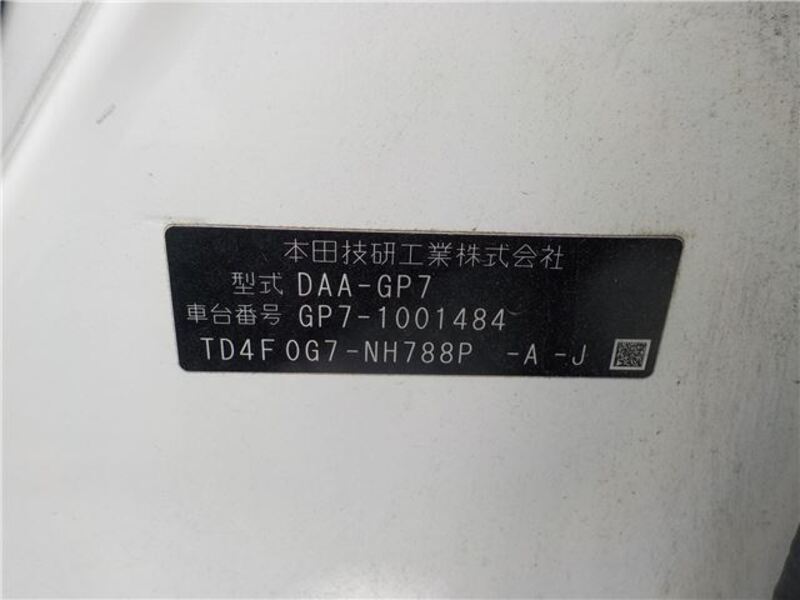 本田技研工業株式会社
型式 DAA-GP7
車台番号 GP7-1001484
TD4F0G7-NH788P -A -J